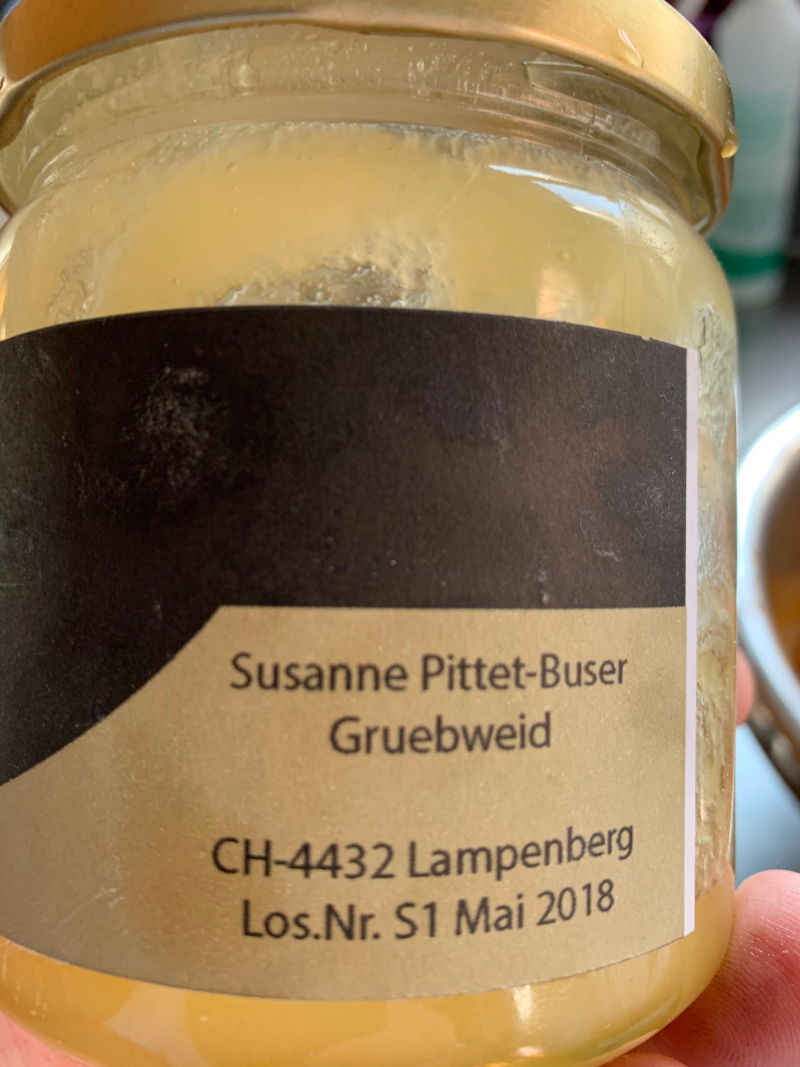 Susanne Pittet-Buser
Gruebweid
CH-4432 Lampenberg
Los.Nr. S1 Mai 2018